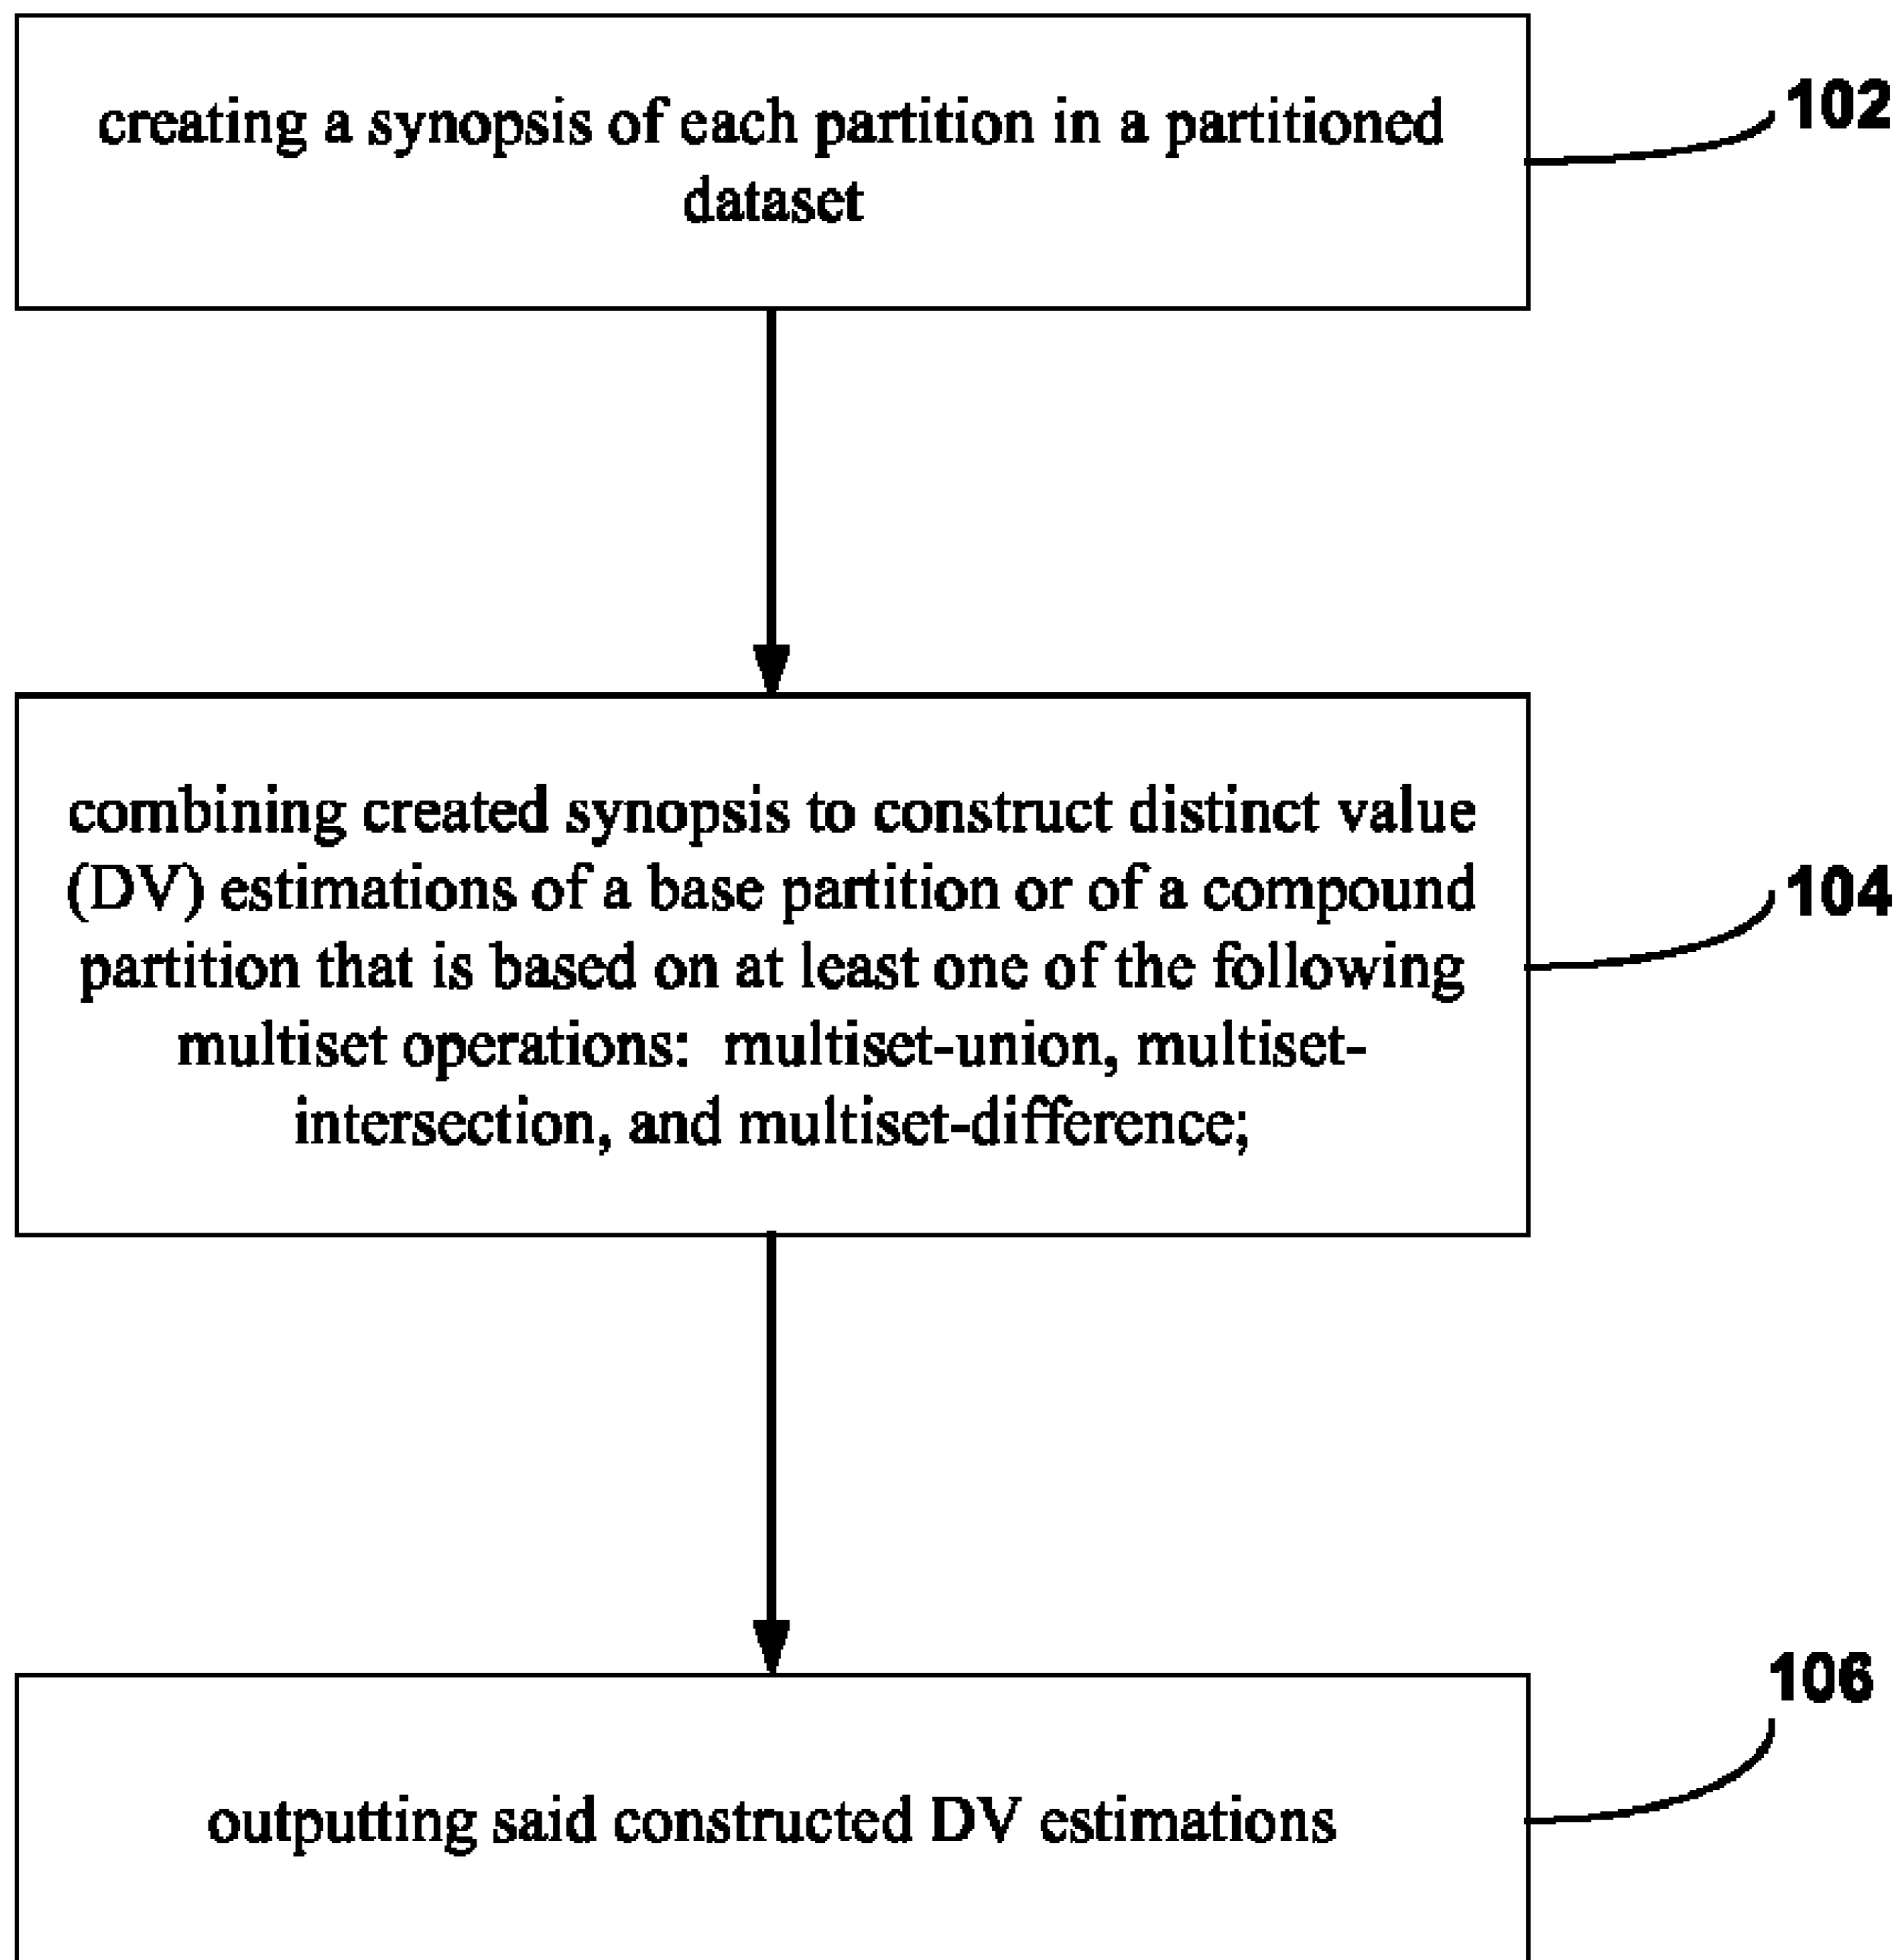 creating a synopsis of each partition in a partitioned
dataset
102
combining created synopsis to construct distinct value
(DV) estimations of a base partition or of a compound
partition that is based on at least one of the following
multiset operations: multiset-union, multiset-
intersection, and multiset-difference;
104
outputting said constructed DV estimations
106